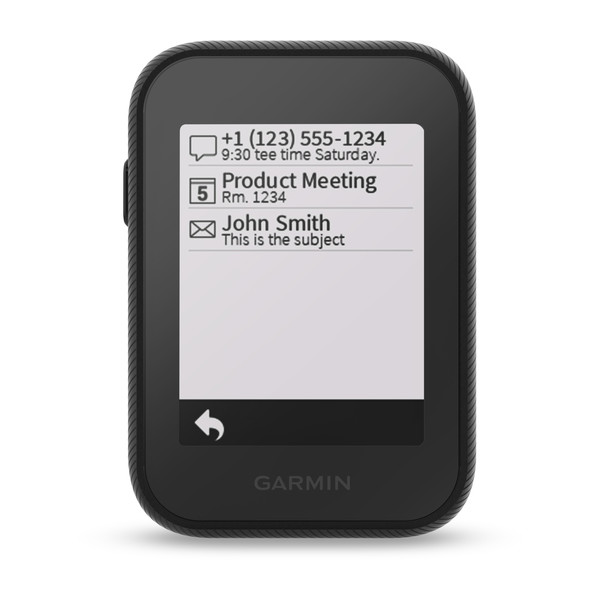 +1 (123) 555-1234
9:30 tee time Saturday.
5
Product Meeting
Rm. 1234
John Smith
This is the subject
GARMIN